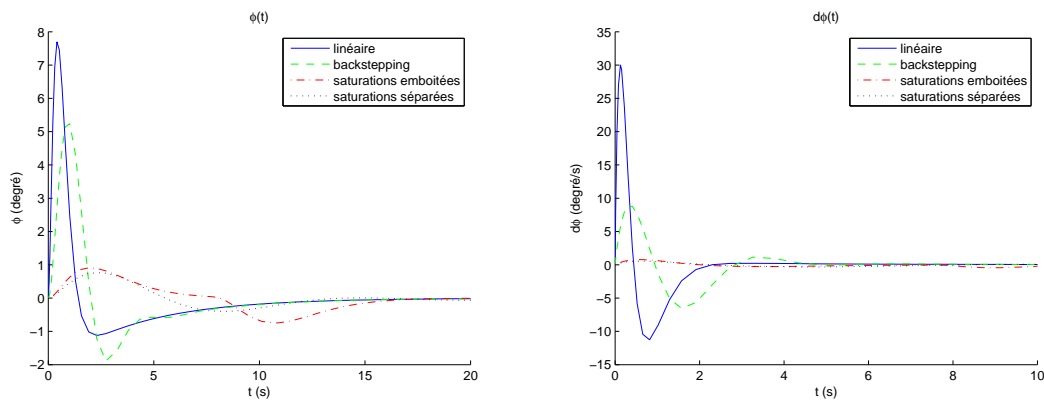 ϕ(t)
linéaire
backstepping
saturations emboitées
saturations séparées
ϕ (degré)
8
7
6
5
4
3
2
1
0
−1
−2
0
5
10
15
20
t (s)
dϕ(t)
linéaire
backstepping
saturations emboitées
saturations séparées
dϕ (degré/s)
35
30
25
20
15
10
5
0
−5
−10
−15
0
2
4
6
8
10
t (s)